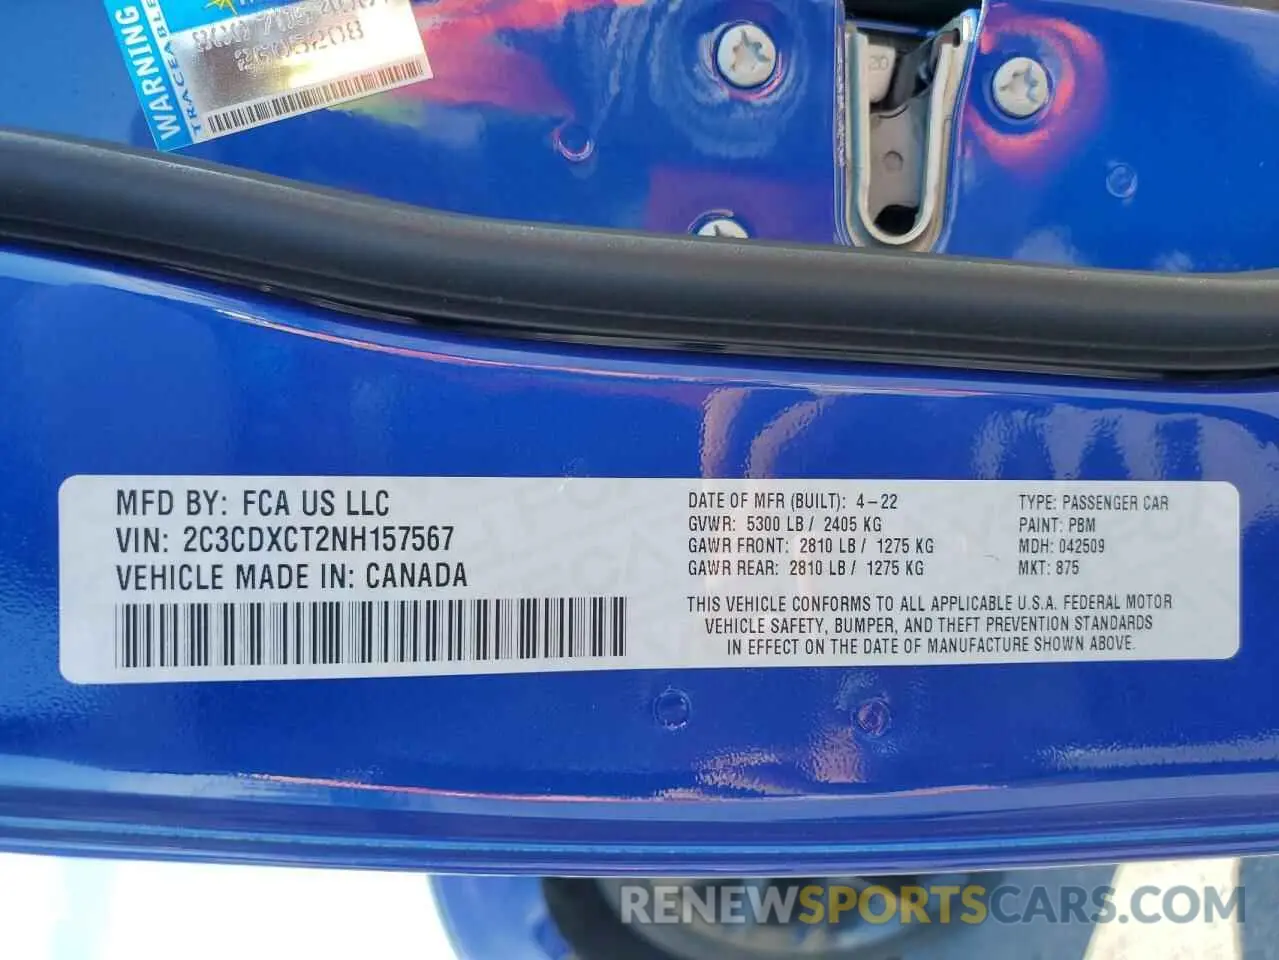 WARNING
TRACEABLE
2G05208
MFD BY: FCA US LLC
VIN: 2C3CDXCT2NH157567
VEHICLE MADE IN: CANADA
DATE OF MFR (BUILT): 4-22
GVWR: 5300 LB / 2405 KG
GAWR FRONT: 2810 LB / 1275 KG
GAWR REAR: 2810 LB / 1275 KG
TYPE: PASSENGER CAR
PAINT: PBM
MDH: 042509
MKT: 875
THIS VEHICLE CONFORMS TO ALL APPLICABLE U.S.A. FEDERAL MOTOR
VEHICLE SAFETY, BUMPER, AND THEFT PREVENTION STANDARDS
IN EFFECT ON THE DATE OF MANUFACTURE SHOWN ABOVE.
RENEWSPORTSCARS.COM